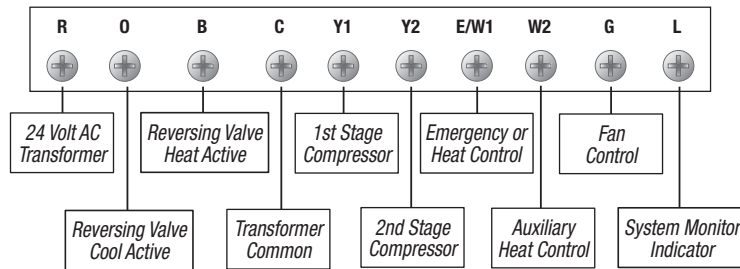 R O B C Y1 Y2 E/W1 W2 G L
24 Volt AC
Transformer
Reversing Valve
Heat Active
1st Stage
Compressor
Emergency or
Heat Control
Fan
Control
Reversing Valve
Cool Active
Transformer
Common
2nd Stage
Compressor
Auxiliary
Heat Control
System Monitor
Indicator